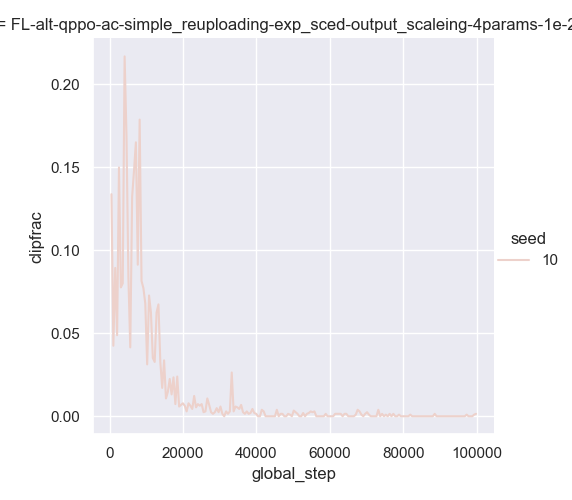 = FL-alt-qppo-ac-simple_reuploading-exp_sced-output_scaleing-4params-1e-2
0.20
0.15
0.10
0.05
0.00
clipfrac
0 20000 40000 60000 80000 100000
global_step
seed
10